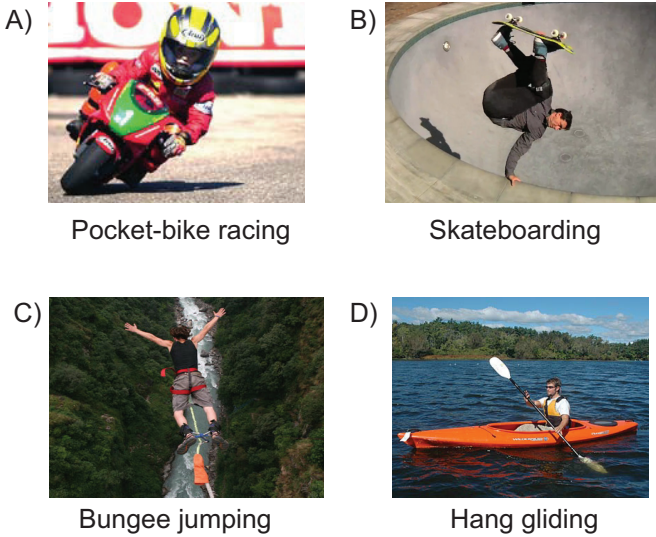 A)
B)
Pocket-bike racing
Skateboarding
C)
D)
Bungee jumping
Hang gliding